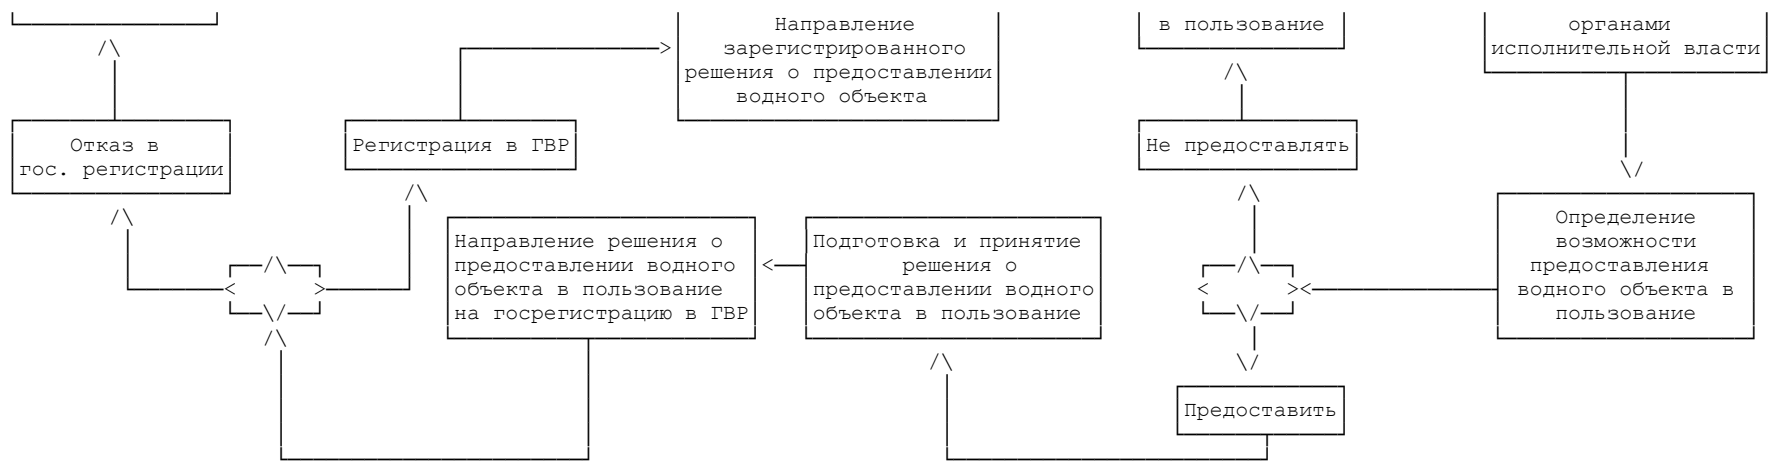 Направление
зарегистрированного
решения о предоставлении
водного объекта
в пользование
органами
исполнительной власти
Отказ в
гос. регистрации
Регистрация в ГВР
Не предоставлять
Направление решения о
предоставлении водного
объекта в пользование
на госрегистрацию в ГВР
Подготовка и принятие
решения о
предоставлении водного
объекта в пользование
Определение
возможности
предоставления
водного объекта в
пользование
Предоставить